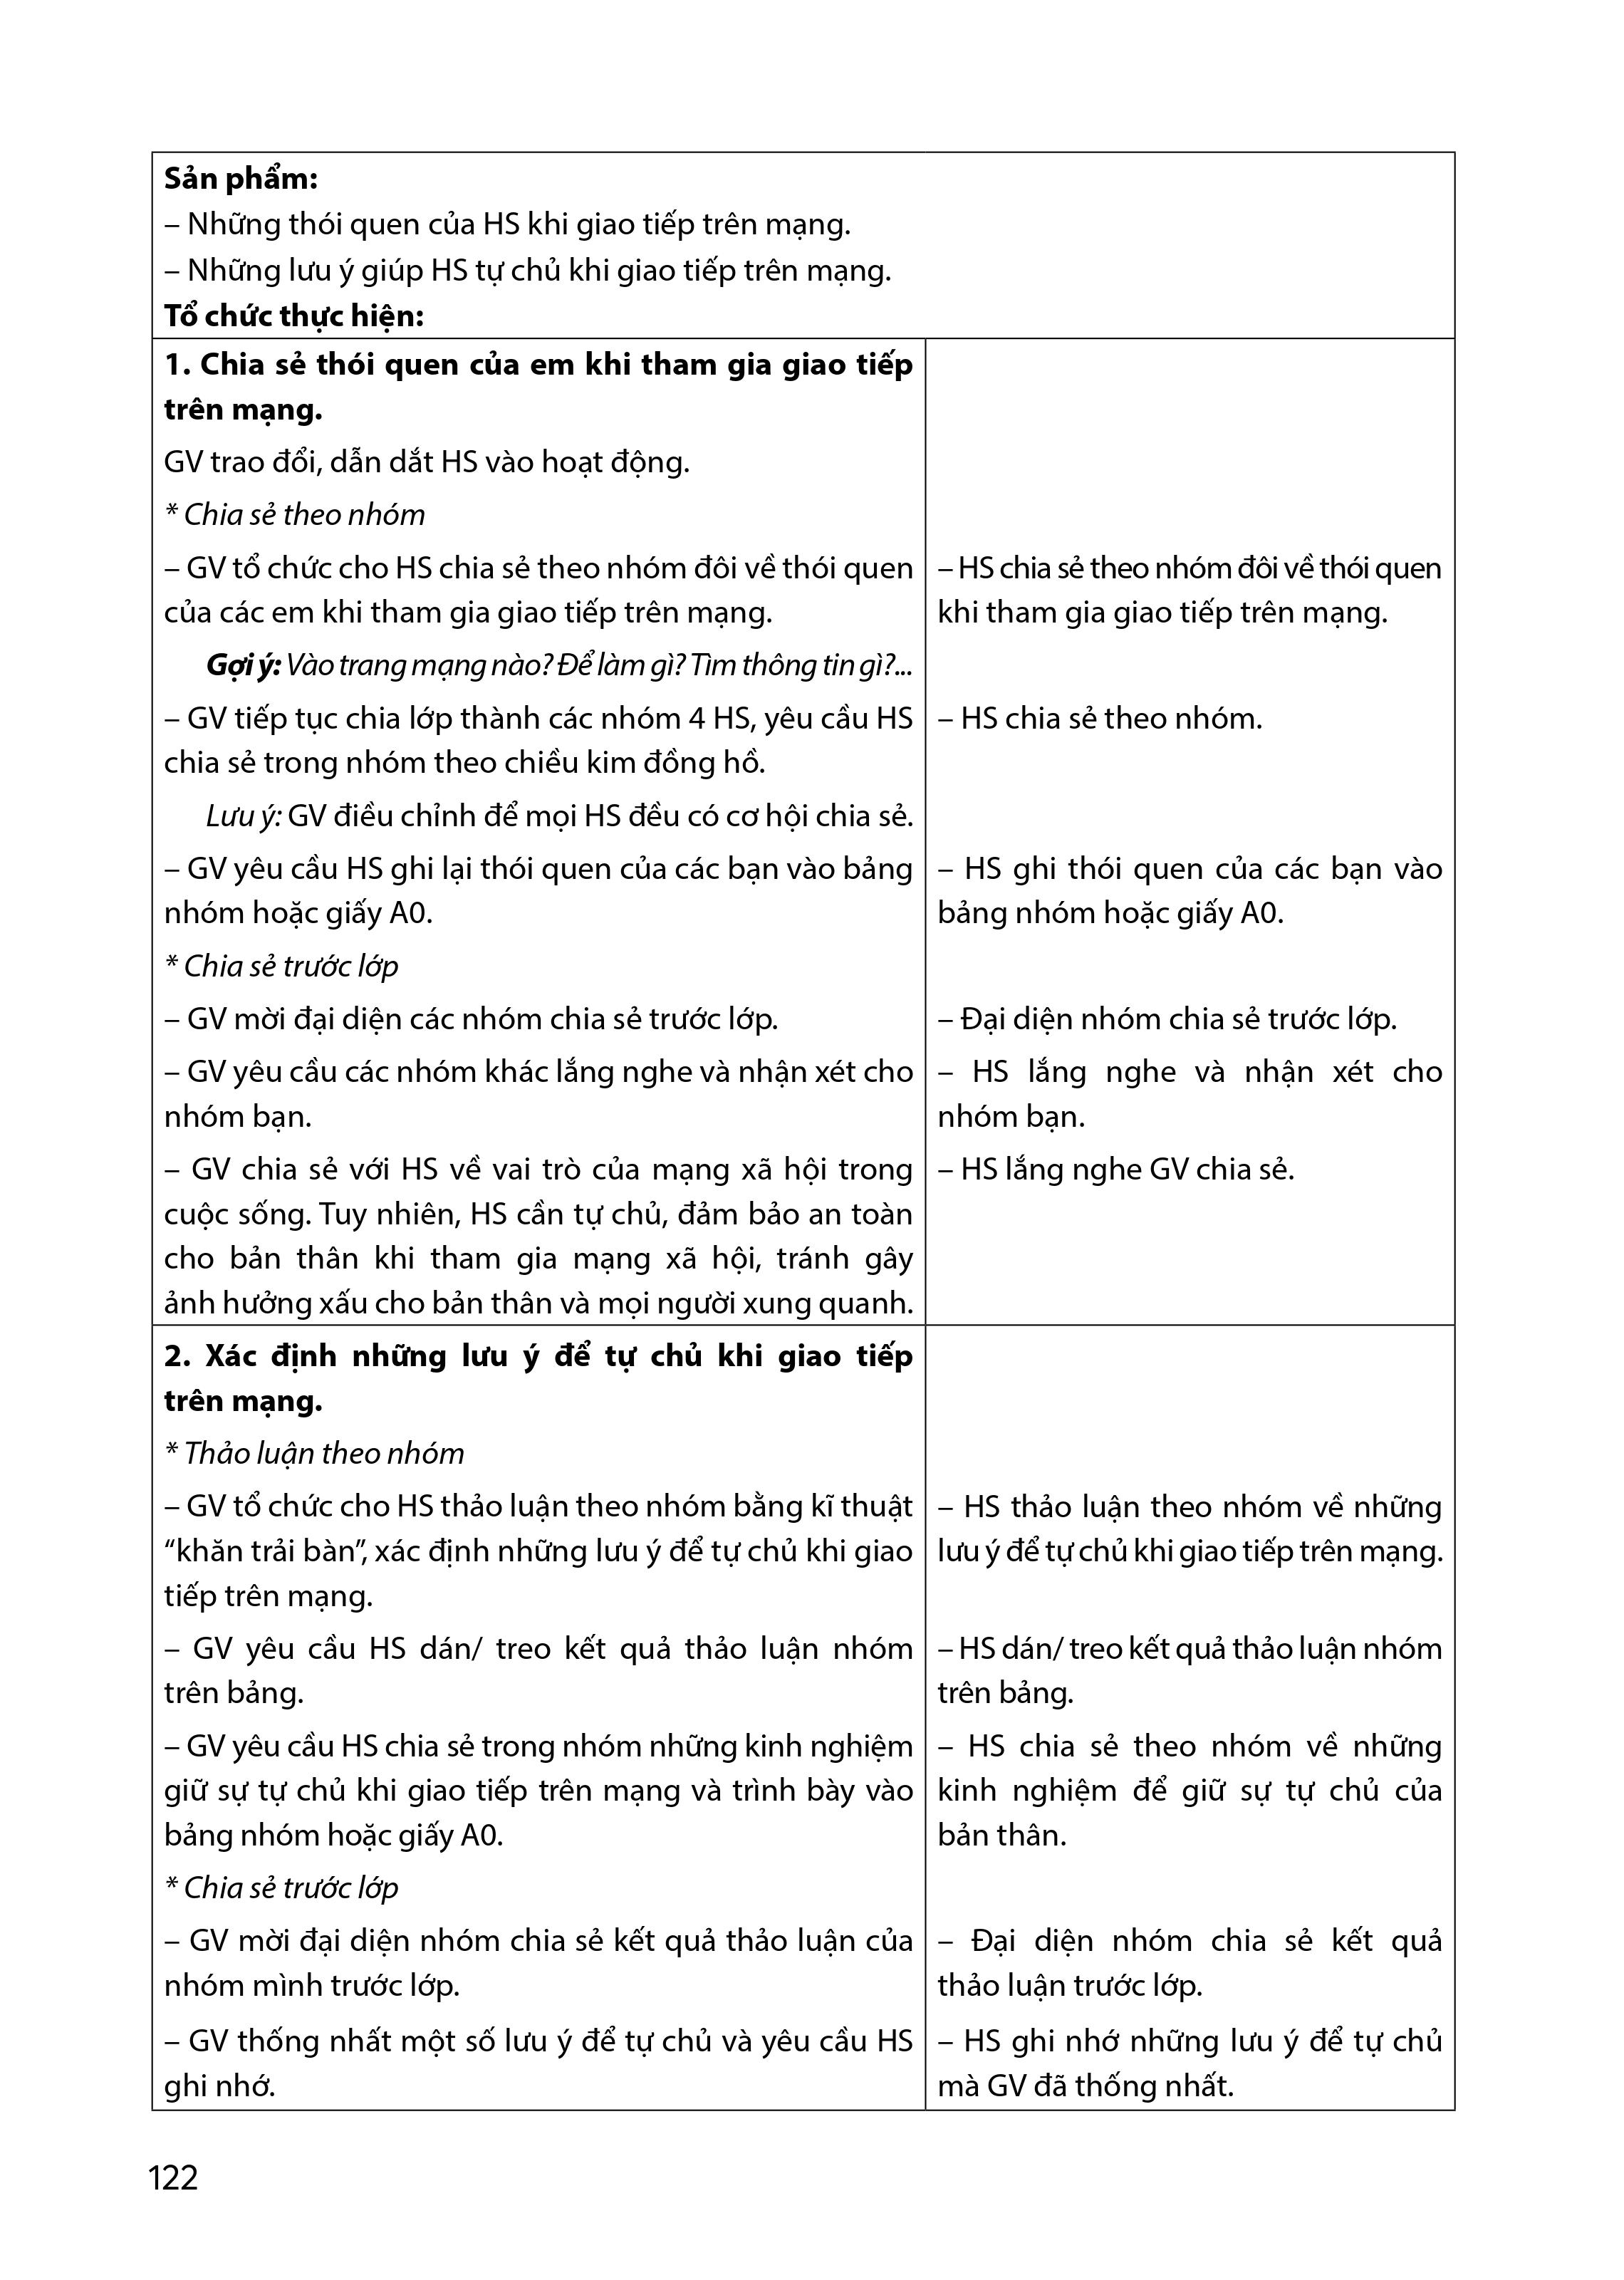 Sản phẩm:
– Những thói quen của HS khi giao tiếp trên mạng.
– Những lưu ý giúp HS tự chủ khi giao tiếp trên mạng.
Tổ chức thực hiện:
1. Chia sẻ thói quen của em khi tham gia giao tiếp
trên mạng.
GV trao đổi, dẫn dắt HS vào hoạt động.
* Chia sẻ theo nhóm
– GV tổ chức cho HS chia sẻ theo nhóm đôi về thói quen
của các em khi tham gia giao tiếp trên mạng.
Gợi ý: Vào trang mạng nào? Để làm gì? Tìm thông tin gì?...
– GV tiếp tục chia lớp thành các nhóm 4 HS, yêu cầu HS
chia sẻ trong nhóm theo chiều kim đồng hồ.
Lưu ý: GV điều chỉnh để mọi HS đều có cơ hội chia sẻ.
– GV yêu cầu HS ghi lại thói quen của các bạn vào bảng
nhóm hoặc giấy A0.
* Chia sẻ trước lớp
– GV mời đại diện các nhóm chia sẻ trước lớp.
– GV yêu cầu các nhóm khác lắng nghe và nhận xét cho
nhóm bạn.
– GV chia sẻ với HS về vai trò của mạng xã hội trong
cuộc sống. Tuy nhiên, HS cần tự chủ, đảm bảo an toàn
cho bản thân khi tham gia mạng xã hội, tránh gây
ảnh hưởng xấu cho bản thân và mọi người xung quanh.
– HS chia sẻ theo nhóm đôi về thói quen
khi tham gia giao tiếp trên mạng.
– HS chia sẻ theo nhóm.
– HS ghi thói quen của các bạn vào
bảng nhóm hoặc giấy A0.
– Đại diện nhóm chia sẻ trước lớp.
– HS lắng nghe và nhận xét cho
nhóm bạn.
– HS lắng nghe GV chia sẻ.
2. Xác định những lưu ý để tự chủ khi giao tiếp
trên mạng.
* Thảo luận theo nhóm
– GV tổ chức cho HS thảo luận theo nhóm bằng kĩ thuật
“khăn trải bàn”, xác định những lưu ý để tự chủ khi giao
tiếp trên mạng.
– GV yêu cầu HS dán/ treo kết quả thảo luận nhóm
trên bảng.
– GV yêu cầu HS chia sẻ trong nhóm những kinh nghiệm
giữ sự tự chủ khi giao tiếp trên mạng và trình bày vào
bảng nhóm hoặc giấy A0.
* Chia sẻ trước lớp
– GV mời đại diện nhóm chia sẻ kết quả thảo luận của
nhóm mình trước lớp.
– GV thống nhất một số lưu ý để tự chủ và yêu cầu HS
ghi nhớ.
– HS thảo luận theo nhóm về những
lưu ý để tự chủ khi giao tiếp trên mạng.
– HS dán/ treo kết quả thảo luận nhóm
trên bảng.
– HS chia sẻ theo nhóm về những
kinh nghiệm để giữ sự tự chủ của
bản thân.
– Đại diện nhóm chia sẻ kết quả
thảo luận trước lớp.
– HS ghi nhớ những lưu ý để tự chủ
mà GV đã thống nhất.
122